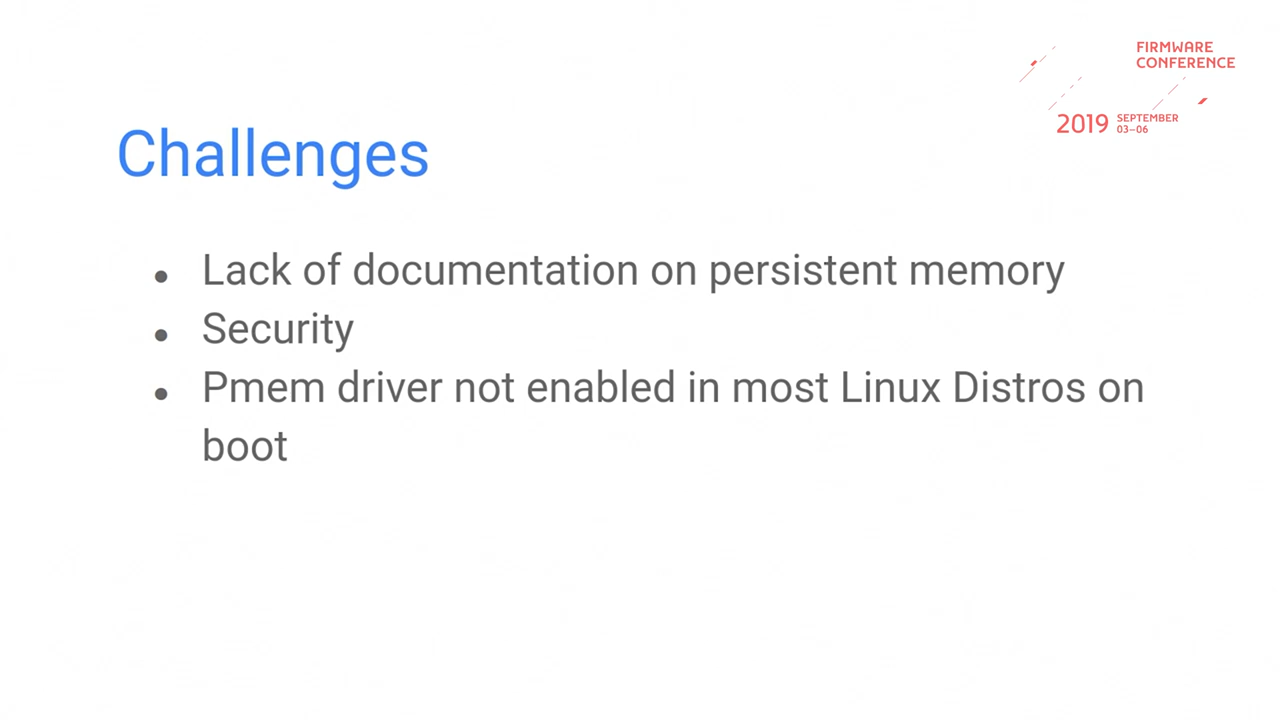 FIRMWARE
CONFERENCE
2019 SEPTEMBER
03–06
Challenges
● Lack of documentation on persistent memory
● Security
● Pmem driver not enabled in most Linux Distros on
boot